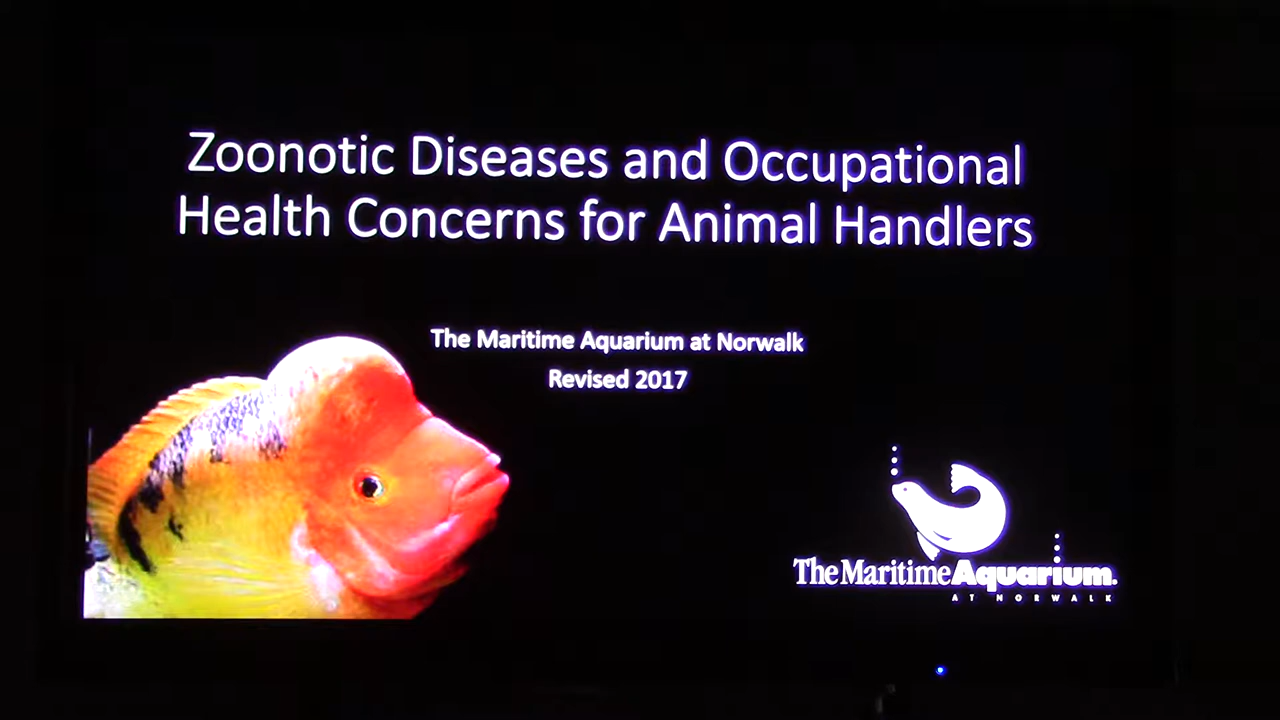 Zoonotic Diseases and Occupational
Health Concerns for Animal Handlers
The Maritime Aquarium at Norwalk
Revised 2017
The Maritime Aquarium.
AT NORWALK